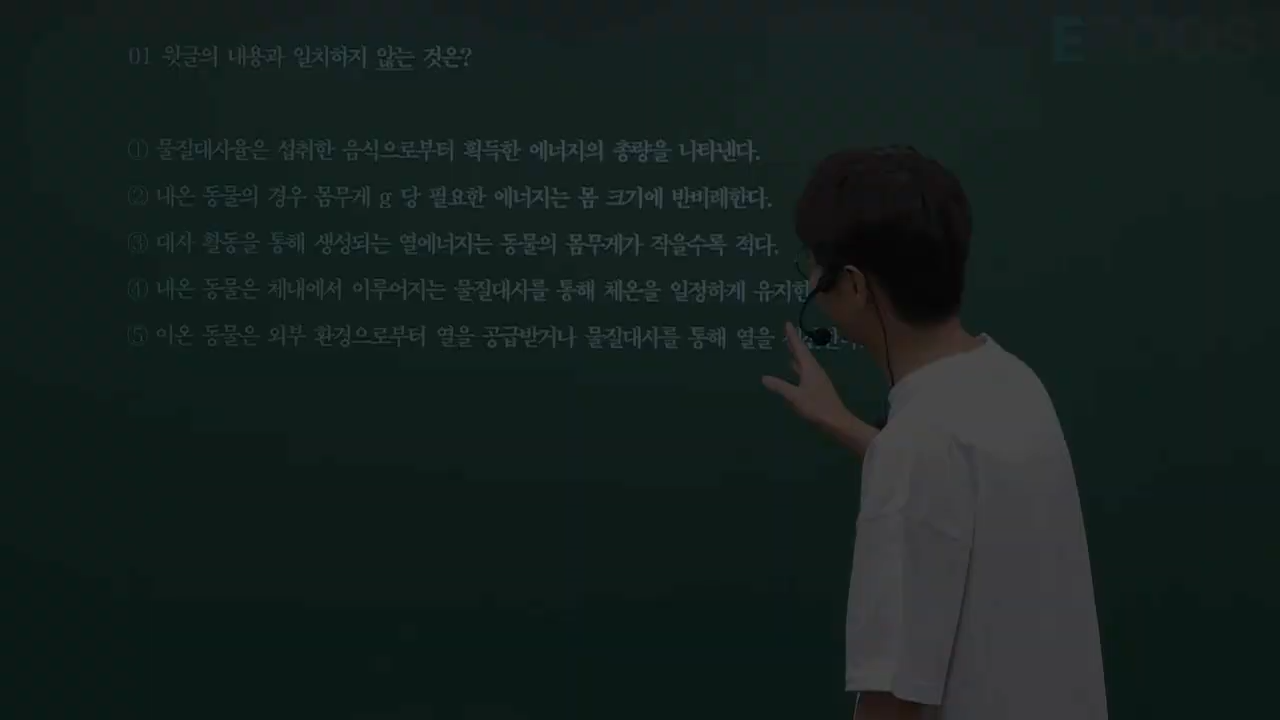 01 윗글의 내용과 일치하지 않는 것은?
① 물질대사율은 섭취한 음식으로부터 획득한 에너지의 총량을 나타낸다.
② 내온 동물의 경우 몸무게 g 당 필요한 에너지는 몸 크기에 반비례한다.
③ 대사 활동을 통해 생성되는 열에너지는 동물의 몸무게가 작을수록 적다.
④ 내온 동물은 체내에서 이루어지는 물질대사를 통해 체온을 일정하게
⑤ 이온 동물은 외부 환경으로부터 열을 공급받거나 물질대사를 통해 열을